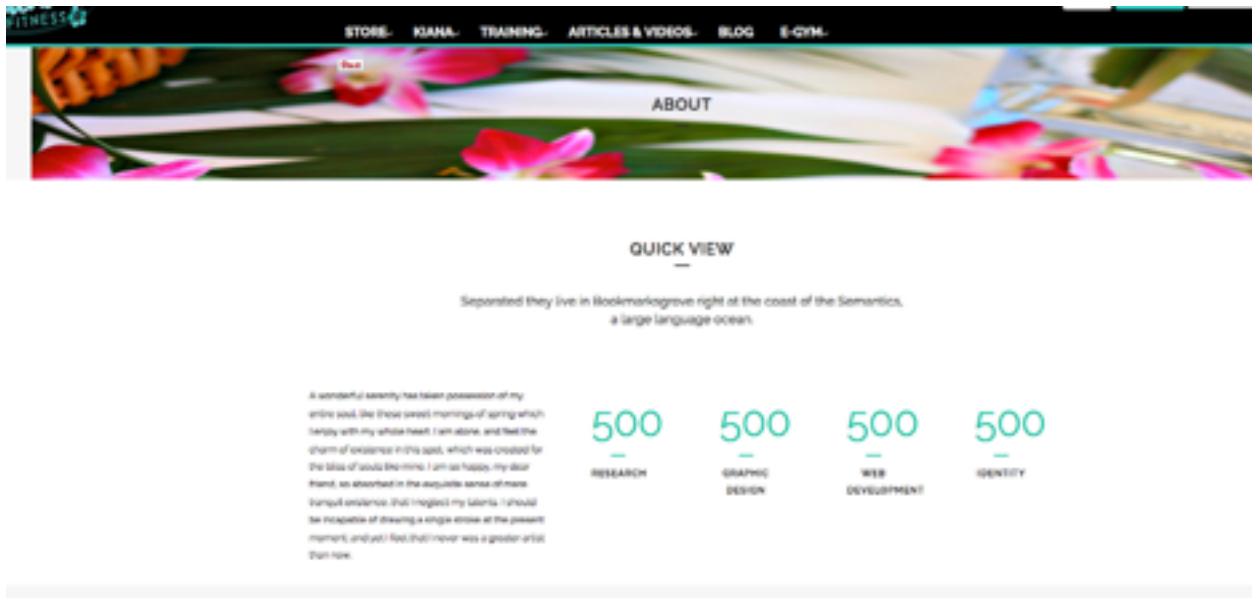 FITNESS
STORE KIANA TRAINING ARTICLES & VIDEOS BLOG E-GYM
ABOUT
QUICK VIEW
Separated they live in Bookmarksgrove right at the coast of the Semantics,
a large language ocean.
A wonderful serenity has taken possession of my
entire soul, like these sweet mornings of spring which
I enjoy with my whole heart. I am alone, and feel the
charm of existence in this spot, which was created for
the bliss of souls like mine. I am so happy, my dear
friend, so absorbed in the exquisite sense of mere
tranquil existence, that I neglect my talents. I should
be incapable of drawing a single stroke at the present
moment; and yet I feel that I never was a greater artist
than now.
500 500 500 500
RESEARCH GRAPHIC WEB IDENTITY
DESIGN DEVELOPMENT